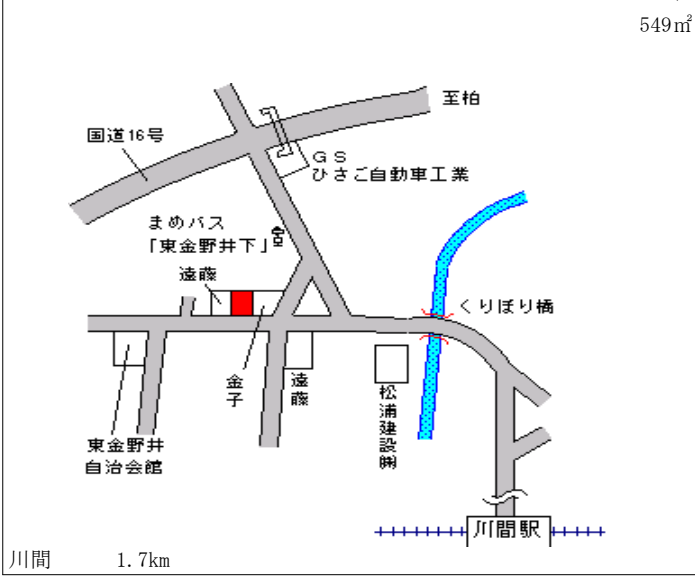 549㎡
至柏
国道16号
GS
ひさご自動車工業
まめバス
「東金野井下」
遠藤
くりぼり橋
金子
遠藤
松浦建設㈱
東金野井
自治会館
川間駅
川間 1.7km